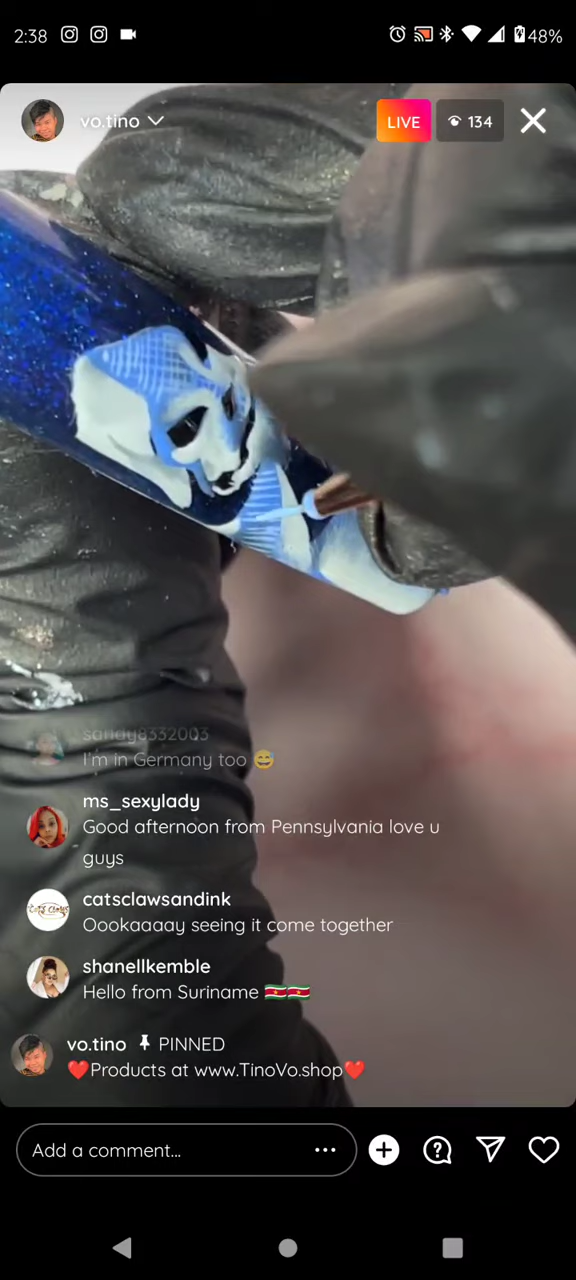 2:38
48%
vo.tino
LIVE
134
sandy8332003
I'm in Germany too 😅
ms_sexylady
Good afternoon from Pennsylvania love u
guys
catsclawsandink
Oookaaaay seeing it come together
shanellkemble
Hello from Suriname 🇸🇷🇸🇷
vo.tino PINNED
❤️Products at www.TinoVo.shop❤️
Add a comment...